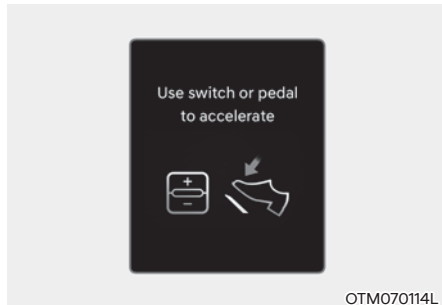 Use switch or pedal
to accelerate
+
-
OTM070114L